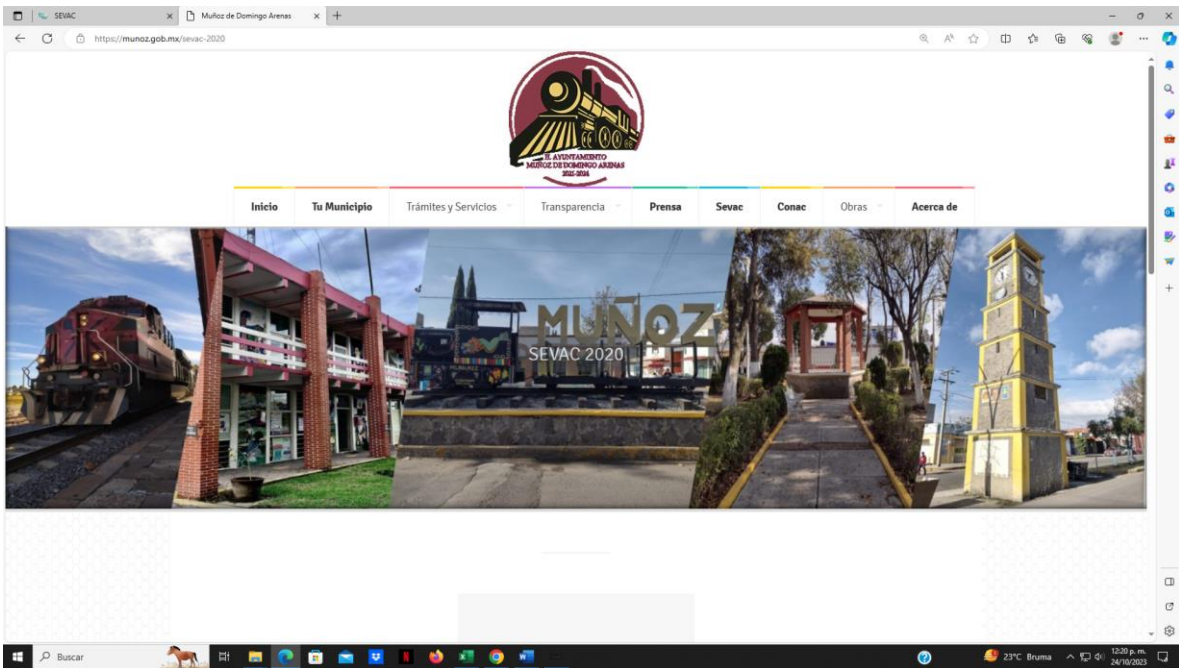 SEVAC
Muñoz de Domingo Arenas
https://munoz.gob.mx/sevac-2020
H. AYUNTAMIENTO
MUÑOZ DE DOMINGO ARENAS
2021-2024
Inicio Tu Municipio Trámites y Servicios Transparencia Prensa Sevac Conac Obras Acerca de
MUÑOZ
SEVAC 2020
Buscar
23°C Bruma
12:20 p. m.
24/10/2023